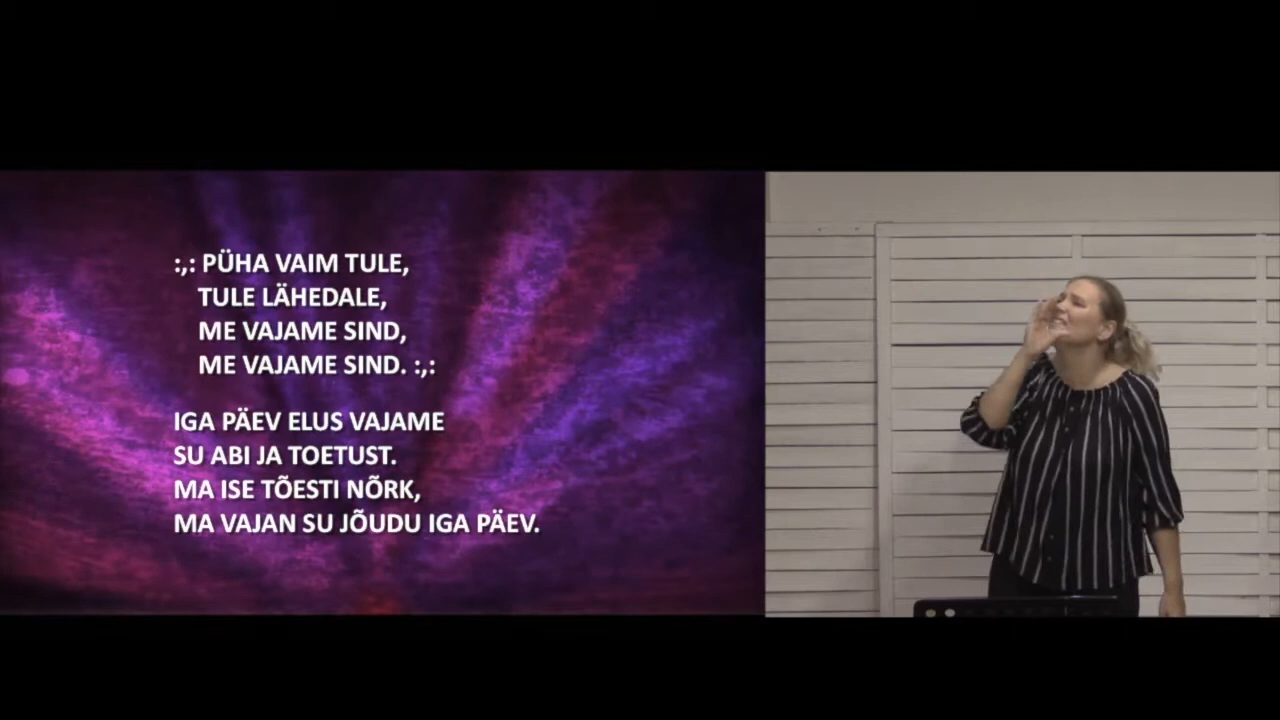 :,: PÜHA VAIM TULE,
TULE LÄHEDALE,
ME VAJAME SIND,
ME VAJAME SIND. :,:
IGA PÄEV ELUS VAJAME
SU ABI JA TOETUST.
MA ISE TÕESTI NÕRK,
MA VAJAN SU JÕUDU IGA PÄEV.